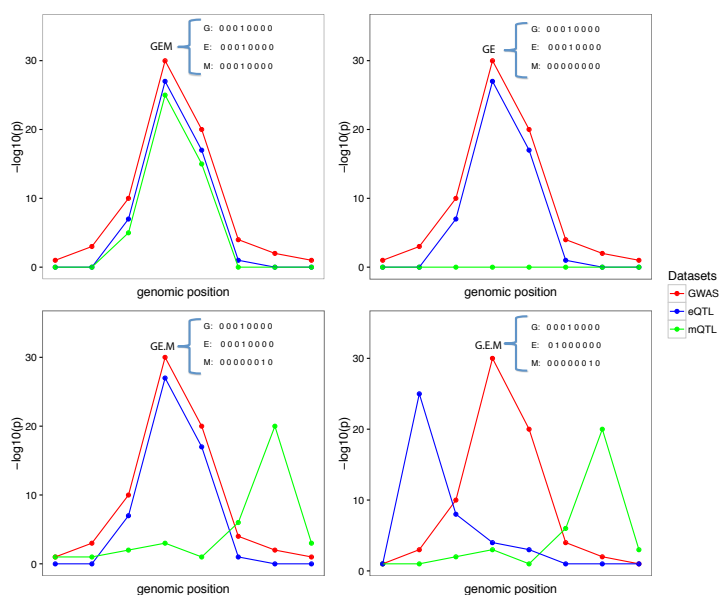 GEM
G: 0 0 0 1 0 0 0 0
E: 0 0 0 1 0 0 0 0
M: 0 0 0 1 0 0 0 0
30
20
10
0
−log10(p)
genomic position
GE
G: 0 0 0 1 0 0 0 0
E: 0 0 0 1 0 0 0 0
M: 0 0 0 0 0 0 0 0
30
20
10
0
−log10(p)
genomic position
GE.M
G: 0 0 0 1 0 0 0 0
E: 0 0 0 1 0 0 0 0
M: 0 0 0 0 0 0 1 0
30
20
10
0
−log10(p)
genomic position
G.E.M
G: 0 0 0 1 0 0 0 0
E: 0 1 0 0 0 0 0 0
M: 0 0 0 0 0 0 1 0
30
20
10
0
−log10(p)
genomic position
Datasets
GWAS
eQTL
mQTL